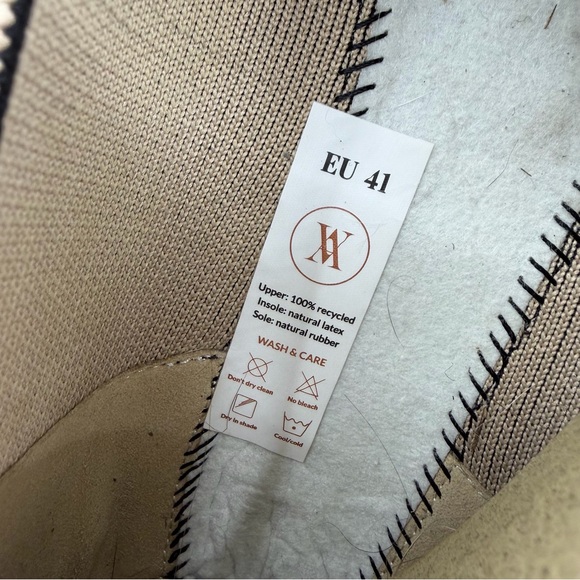 EU 41
Upper: 100% recycled
Insole: natural latex
Sole: natural rubber
WASH & CARE
Don't dry clean
No bleach
Dry in shade
Cool/cold